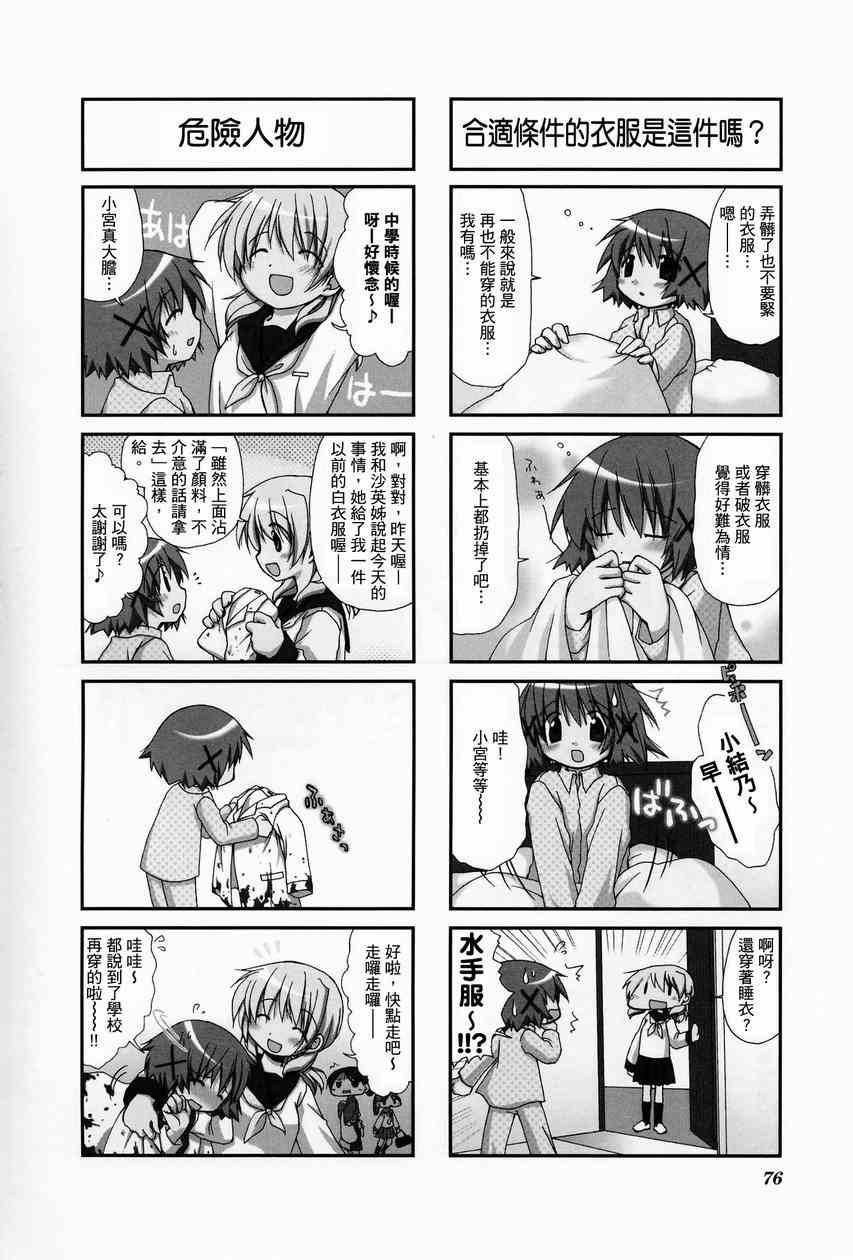 合適條件的衣服是這件嗎？
弄髒了也不要緊
的衣服…
嗯——…
一般來說就是
再也不能穿的衣服…
我有嗎…
穿髒衣服
或者破衣服
覺得好難為情…
ふわぁ
基本上都扔掉了吧…
ピンポーン
小結乃～
早——
ばふっ
哇！
小宮等等～～
啊呀？
還穿著睡衣？
水手服～!!?
危險人物
中學時候的喔ー
呀ー好懷念～♪
あは
はー
小宮真大膽…
啊，對對，昨天喔ー
我和沙英姊說起今天的
事情，她給了我一件
以前的白衣服喔——
「雖然上面沾
滿了顏料，不
介意的話請拿
去」這樣，
給。
可以嗎？
太謝謝了♪
ふぁさっ
好啦，快點走吧～
走囉走囉——
哇哇～
都說到了學校
再穿的啦～～!!
76